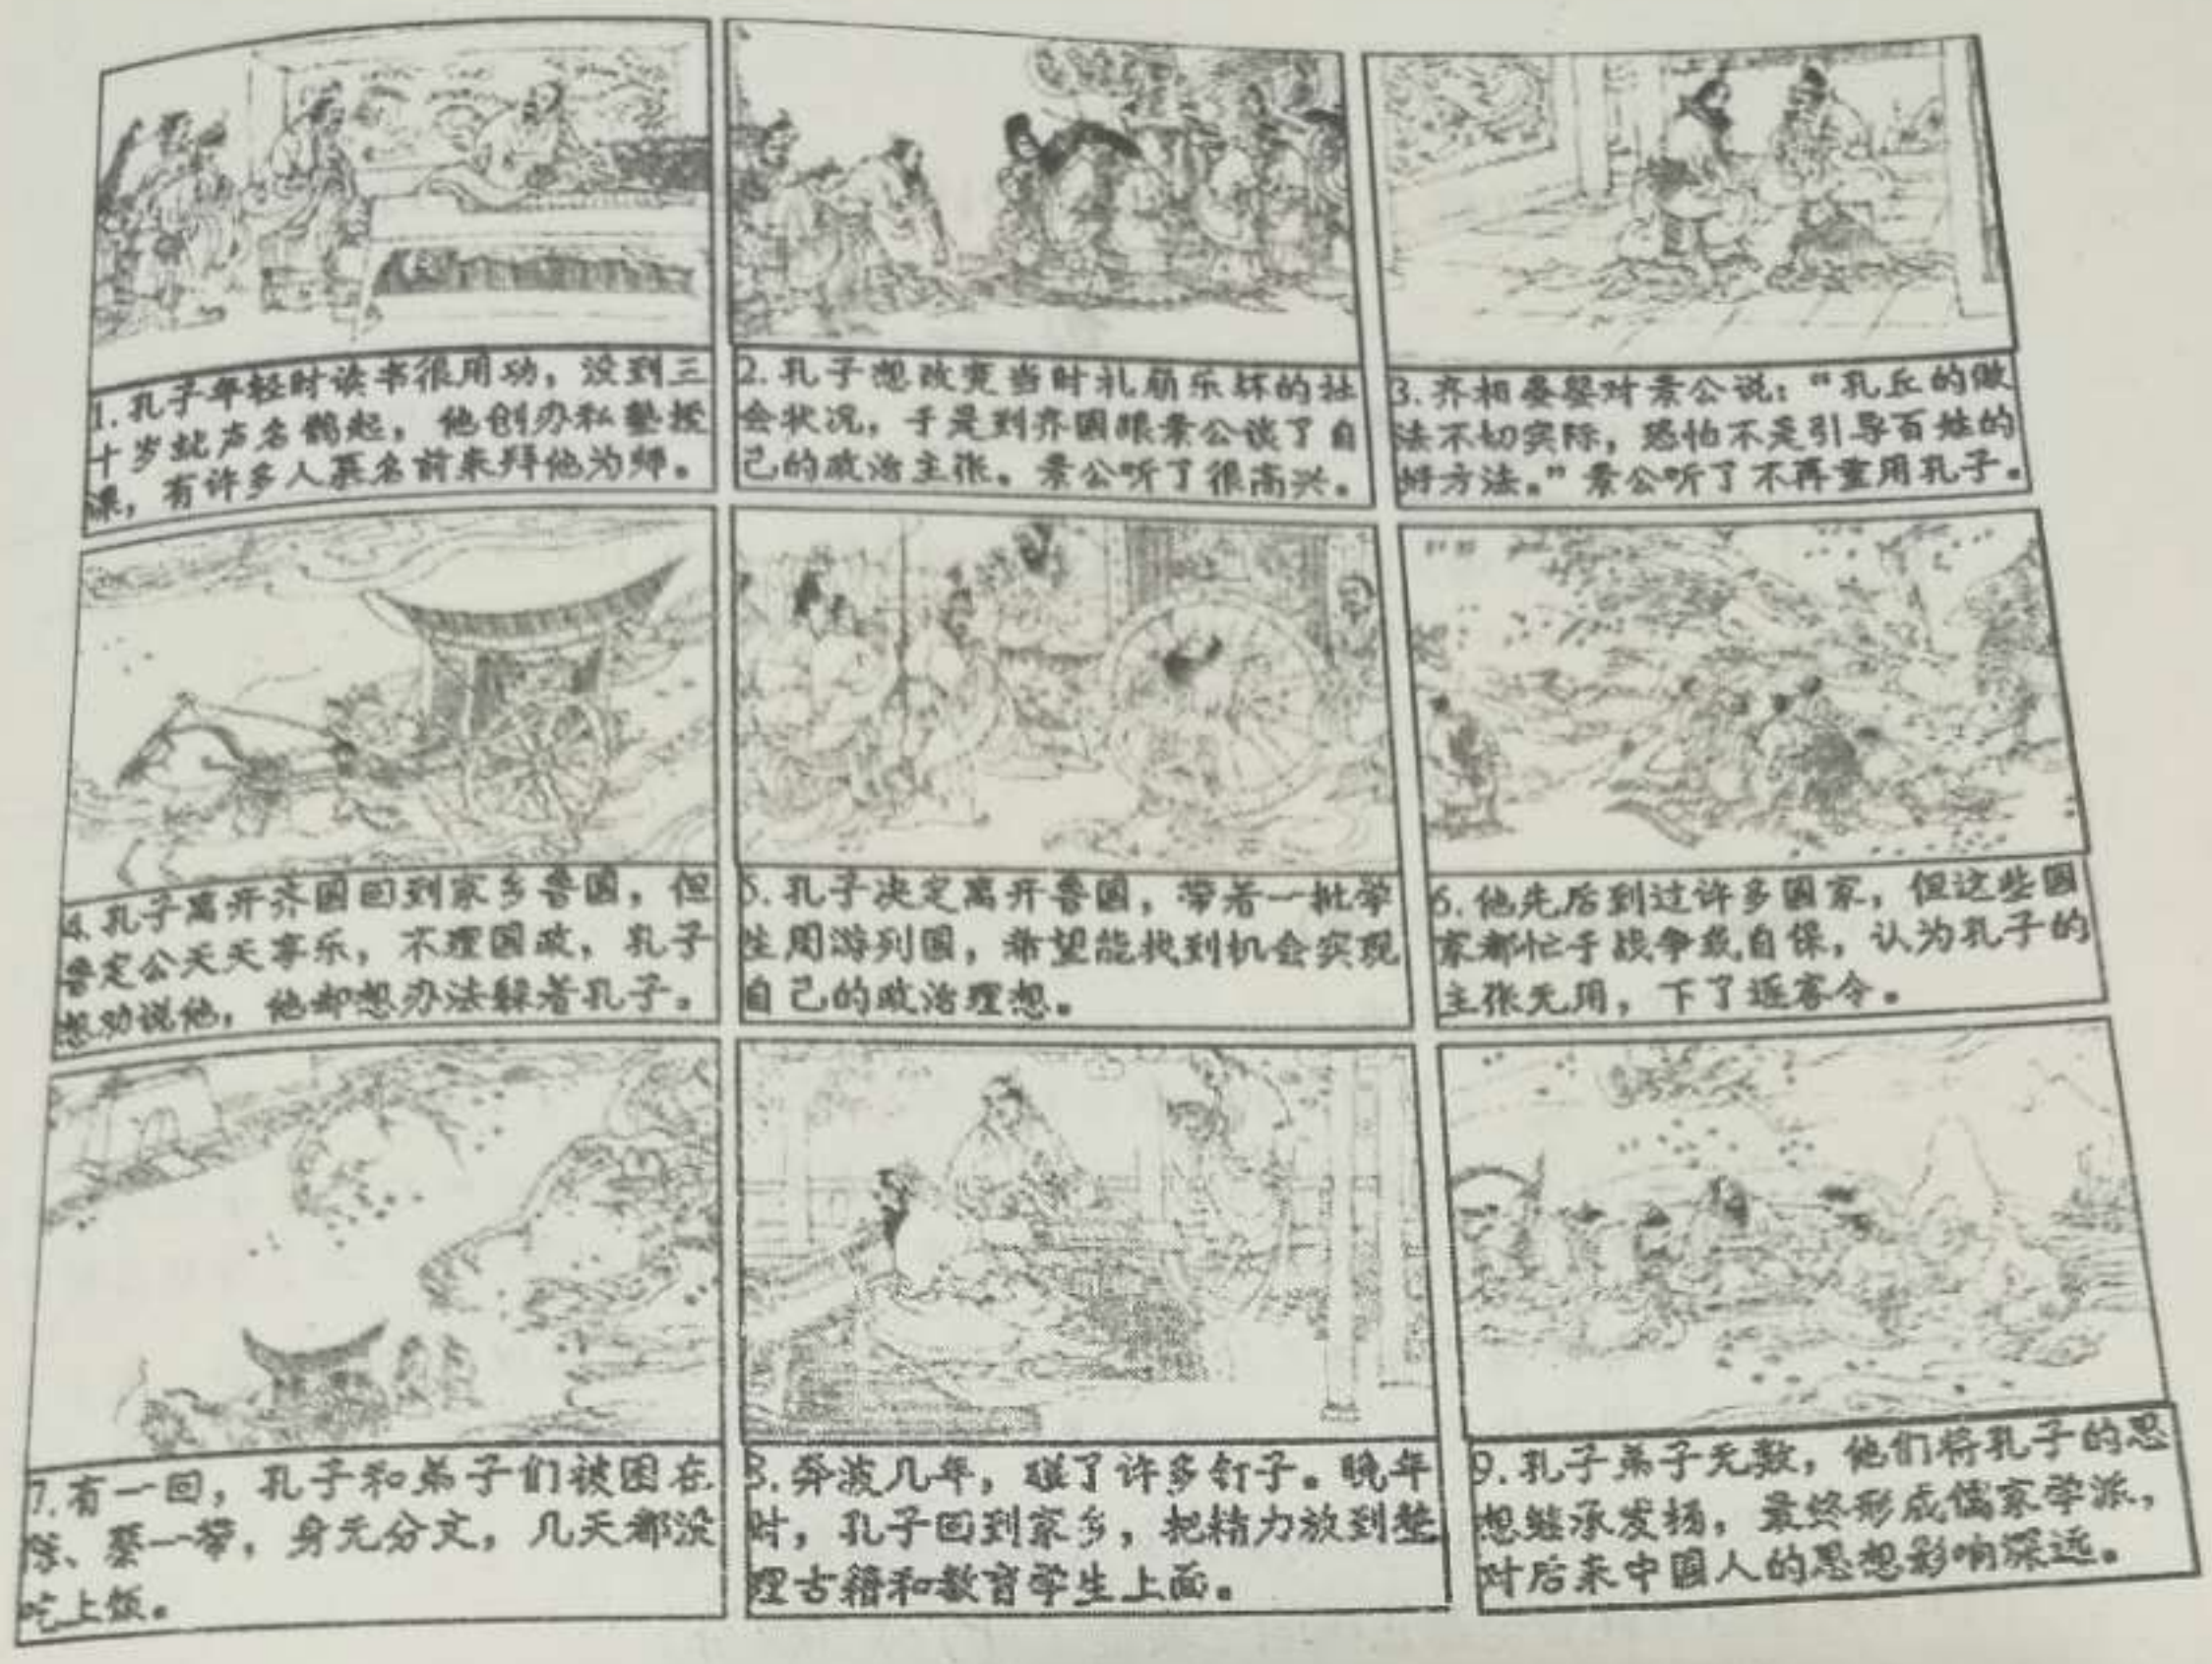 1.孔子年轻时读书很用功，没到三
十岁就声名鹊起，他创办私塾授
课，有许多人慕名前来拜他为师。
2.孔子想改变当时礼崩乐坏的社
会状况，于是到齐国跟景公谈了自
己的政治主张。景公听了很高兴。
3.齐相晏婴对景公说：“孔丘的做
法不切实际，恐怕不是引导百姓的
好方法。”景公听了不再重用孔子。
4.孔子离开齐国回到家乡鲁国，但
鲁定公天天享乐，不理国政，孔子
想劝说他，他却想办法躲着孔子。
5.孔子决定离开鲁国，带着一批学
生周游列国，希望能找到机会实现
自己的政治理想。
6.他先后到过许多国家，但这些国
家都忙于战争或自保，认为孔子的
主张无用，下了逐客令。
7.有一回，孔子和弟子们被困在
陈、蔡一带，身无分文，几天都没
吃上饭。
8.奔波几年，碰了许多钉子。晚年
时，孔子回到家乡，把精力放到整
理古籍和教育学生上面。
9.孔子弟子无数，他们将孔子的思
想继承发扬，最终形成儒家学派，
对后来中国人的思想影响深远。